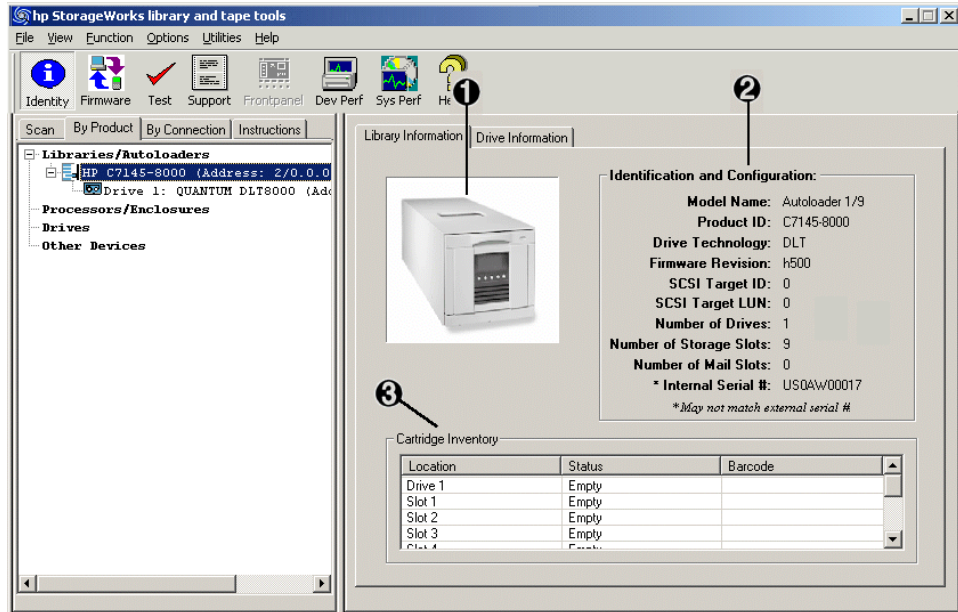 hp StorageWorks library and tape tools
File View Function Options Utilities Help
Identity Firmware Test Support Frontpanel Dev Perf Sys Perf
1
2
Scan By Product By Connection Instructions
Library Information Drive Information
Libraries/Autoloaders
HP C7145-8000 (Address: 2/0.0.0
Drive 1: QUANTUM DLT8000
Processors/Enclosures
Drives
Other Devices
Identification and Configuration:
Model Name: Autoloader 1/9
Product ID: C7145-8000
Drive Technology: DLT
Firmware Revision: h500
SCSI Target ID: 0
SCSI Target LUN: 0
Number of Drives: 1
Number of Storage Slots: 9
Number of Mail Slots: 0
* Internal Serial #: US0AW00017
*May not match external serial #
3
Cartridge Inventory
Location Status Barcode
Drive 1 Empty
Slot 1 Empty
Slot 2 Empty
Slot 3 Empty